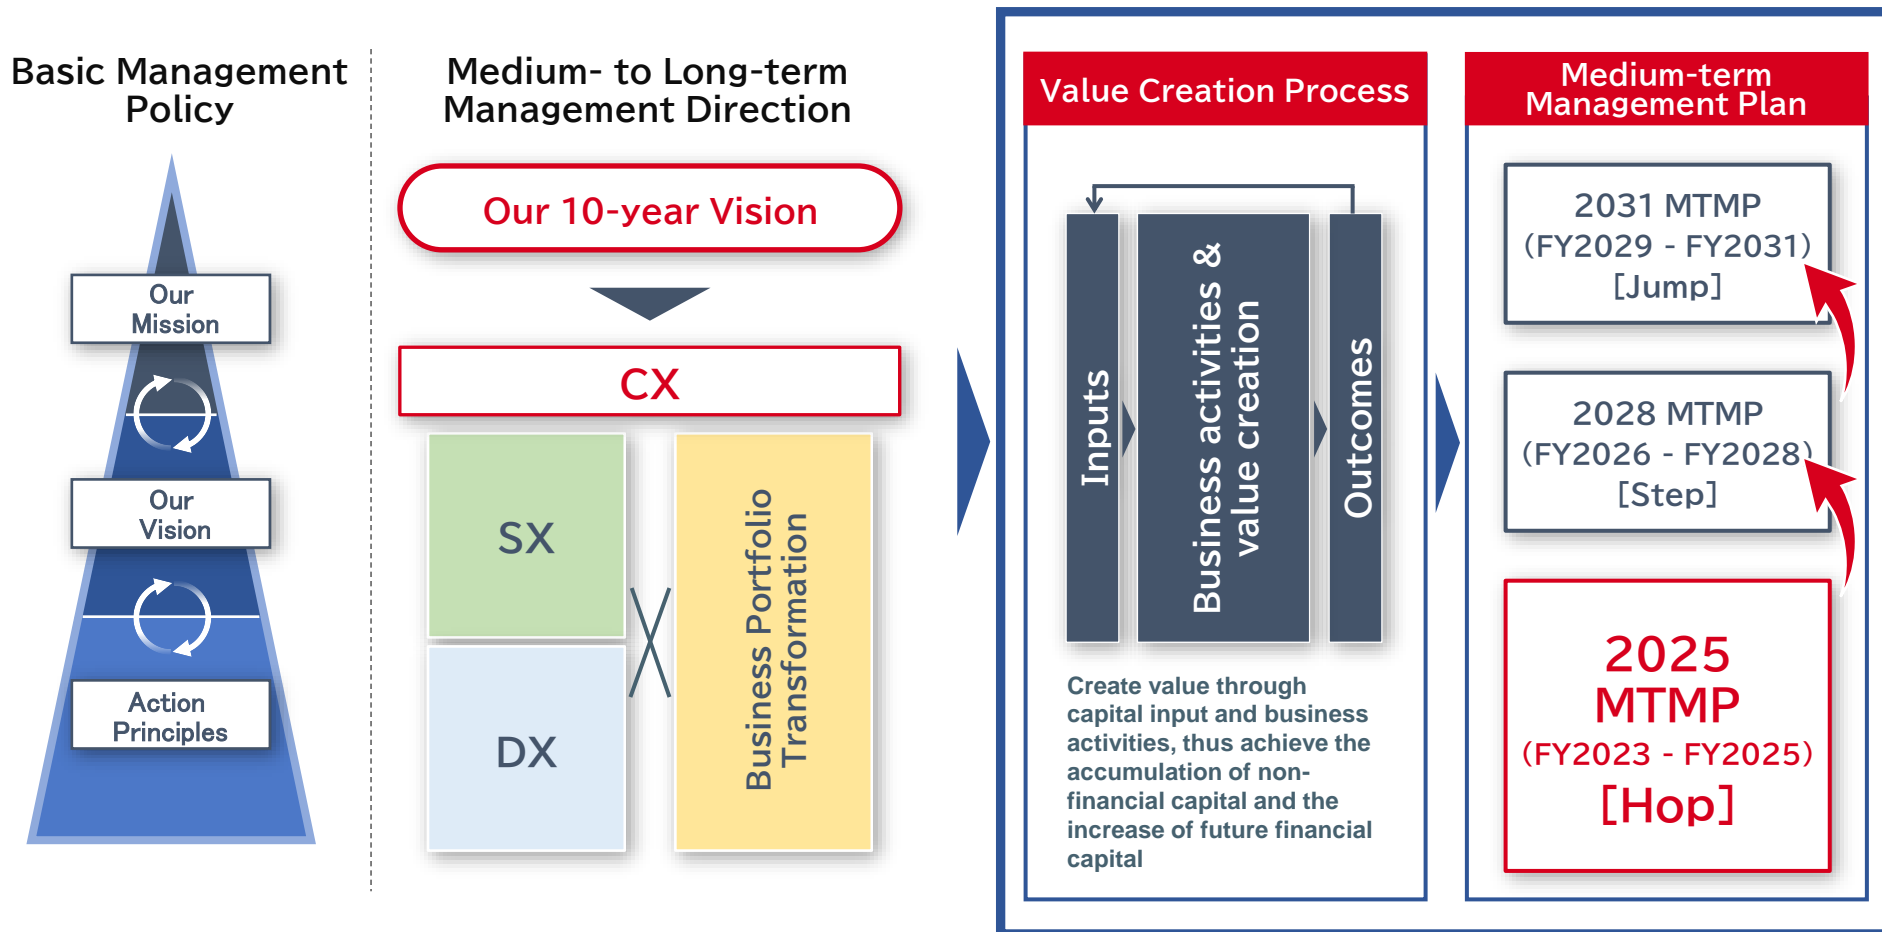 Basic Management
Policy
Our
Mission
Our
Vision
Action
Principles
Medium- to Long-term
Management Direction
Our 10-year Vision
CX
SX
DX
Business Portfolio
Transformation
Value Creation Process
Inputs
Business activities &
value creation
Outcomes
Create value through
capital input and business
activities, thus achieve the
accumulation of non-
financial capital and the
increase of future financial
capital
Medium-term
Management Plan
2031 MTMP
(FY2029 - FY2031)
[Jump]
2028 MTMP
(FY2026 - FY2028)
[Step]
2025
MTMP
(FY2023 - FY2025)
[Hop]